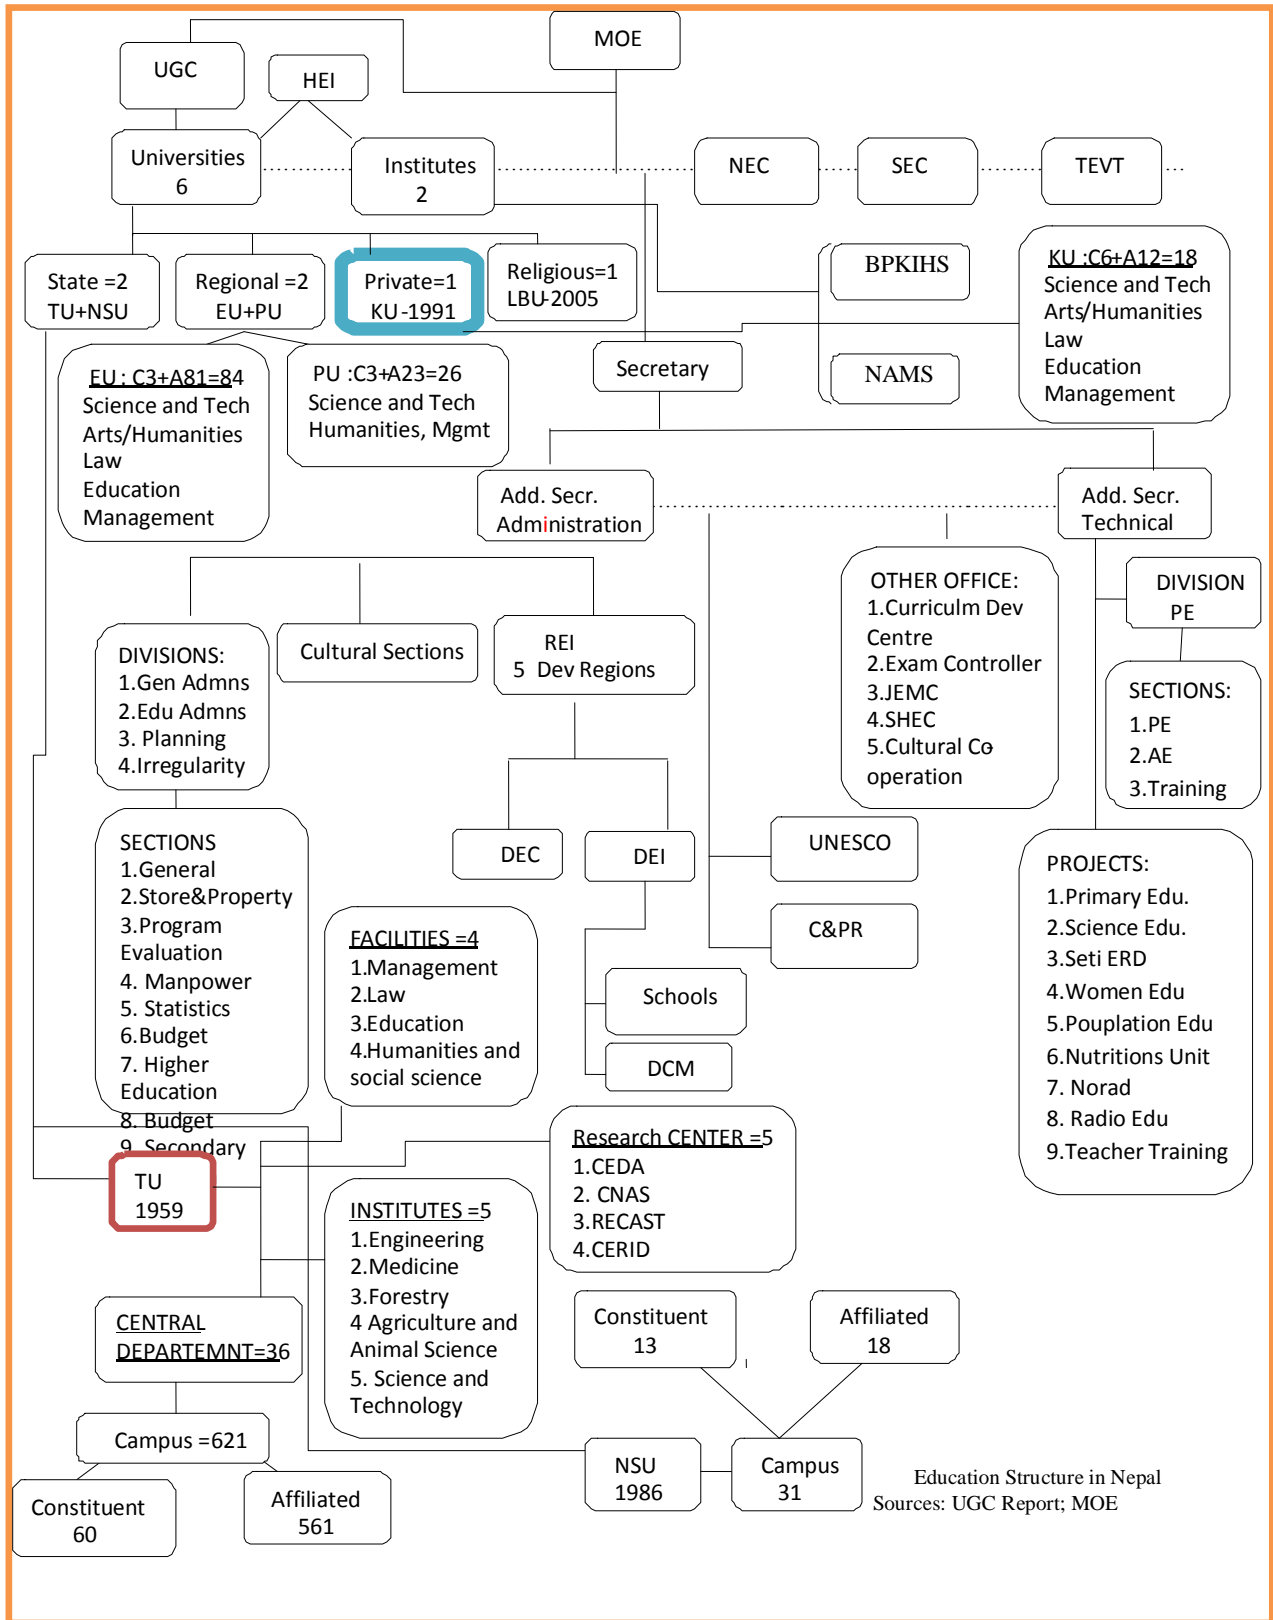 MOE
UGC
HEI
Universities
6
Institutes
2
NEC
SEC
TEVT
State =2
TU+NSU
Regional =2
EU+PU
Private=1
KU-1991
Religious=1
LBU-2005
BPKIHS
NAMS
KU :C6+A12=18
Science and Tech
Arts/Humanities
Law
Education
Management
EU: C3+A81=84
Science and Tech
Arts/Humanities
Law
Education
Management
PU :C3+A23=26
Science and Tech
Humanities, Mgmt
Secretary
Add. Secr.
Administration
Add. Secr.
Technical
DIVISIONS:
1.Gen Admns
2.Edu Admns
3. Planning
4.Irregularity
Cultural Sections
REI
5 Dev Regions
OTHER OFFICE:
1.Curriculm Dev
Centre
2.Exam Controller
3.JEMC
4.SHEC
5.Cultural Co-
operation
DIVISION
PE
SECTIONS:
1.PE
2.AE
3.Training
SECTIONS
1.General
2.Store&Property
3.Program
Evaluation
4. Manpower
5. Statistics
6.Budget
7. Higher
Education
8. Budget
9. Secondary
DEC
DEI
UNESCO
C&PR
Schools
DCM
PROJECTS:
1.Primary Edu.
2.Science Edu.
3.Seti ERD
4.Women Edu
5.Pouplation Edu
6.Nutritions Unit
7. Norad
8. Radio Edu
9.Teacher Training
FACILITIES =4
1.Management
2.Law
3.Education
4.Humanities and
social science
Research CENTER =5
1.CEDA
2. CNAS
3.RECAST
4.CERID
TU
1959
INSTITUTES =5
1.Engineering
2.Medicine
3.Forestry
4 Agriculture and
Animal Science
5. Science and
Technology
CENTRAL
DEPARTEMNT=36
Campus =621
Constituent
60
Affiliated
561
Constituent
13
Affiliated
18
NSU
1986
Campus
31
Education Structure in Nepal
Sources: UGC Report; MOE